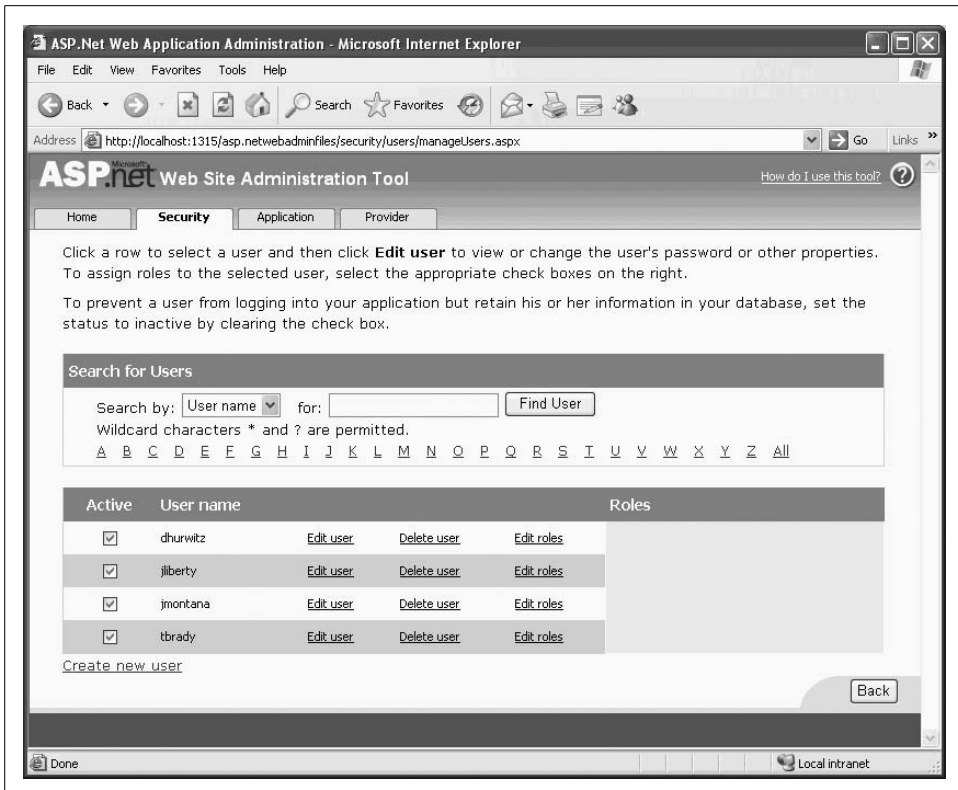 ASP.Net Web Application Administration - Microsoft Internet Explorer
File Edit View Favorites Tools Help
Back Search Favorites
Address http://localhost:1315/asp.netwebadminfiles/security/users/manageUsers.aspx Go Links »
Microsoft
ASP.net Web Site Administration Tool How do I use this tool? ?
Home Security Application Provider
Click a row to select a user and then click Edit user to view or change the user's password or other properties.
To assign roles to the selected user, select the appropriate check boxes on the right.
To prevent a user from logging into your application but retain his or her information in your database, set the
status to inactive by clearing the check box.
Search for Users
Search by: User name for: Find User
Wildcard characters * and ? are permitted.
A B C D E F G H I J K L M N O P Q R S T U V W X Y Z All
Active User name Roles
dhurwitz Edit user Delete user Edit roles
jliberty Edit user Delete user Edit roles
jmontana Edit user Delete user Edit roles
tbrady Edit user Delete user Edit roles
Create new user
Back
Done Local intranet